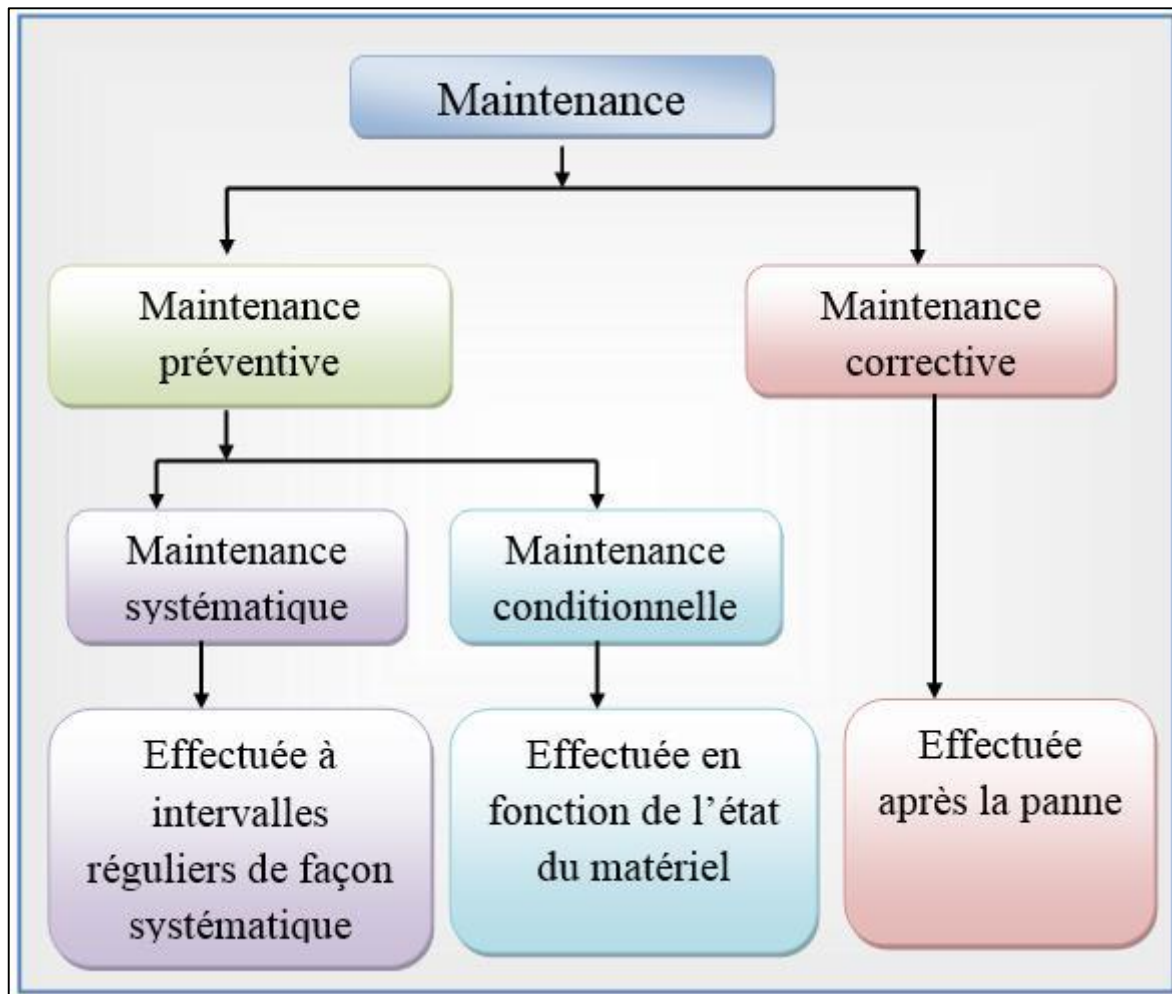 Maintenance
Maintenance
préventive
Maintenance
corrective
Maintenance
systématique
Maintenance
conditionnelle
Effectuée à
intervalles
réguliers de façon
systématique
Effectuée en
fonction de l’état
du matériel
Effectuée
après la panne